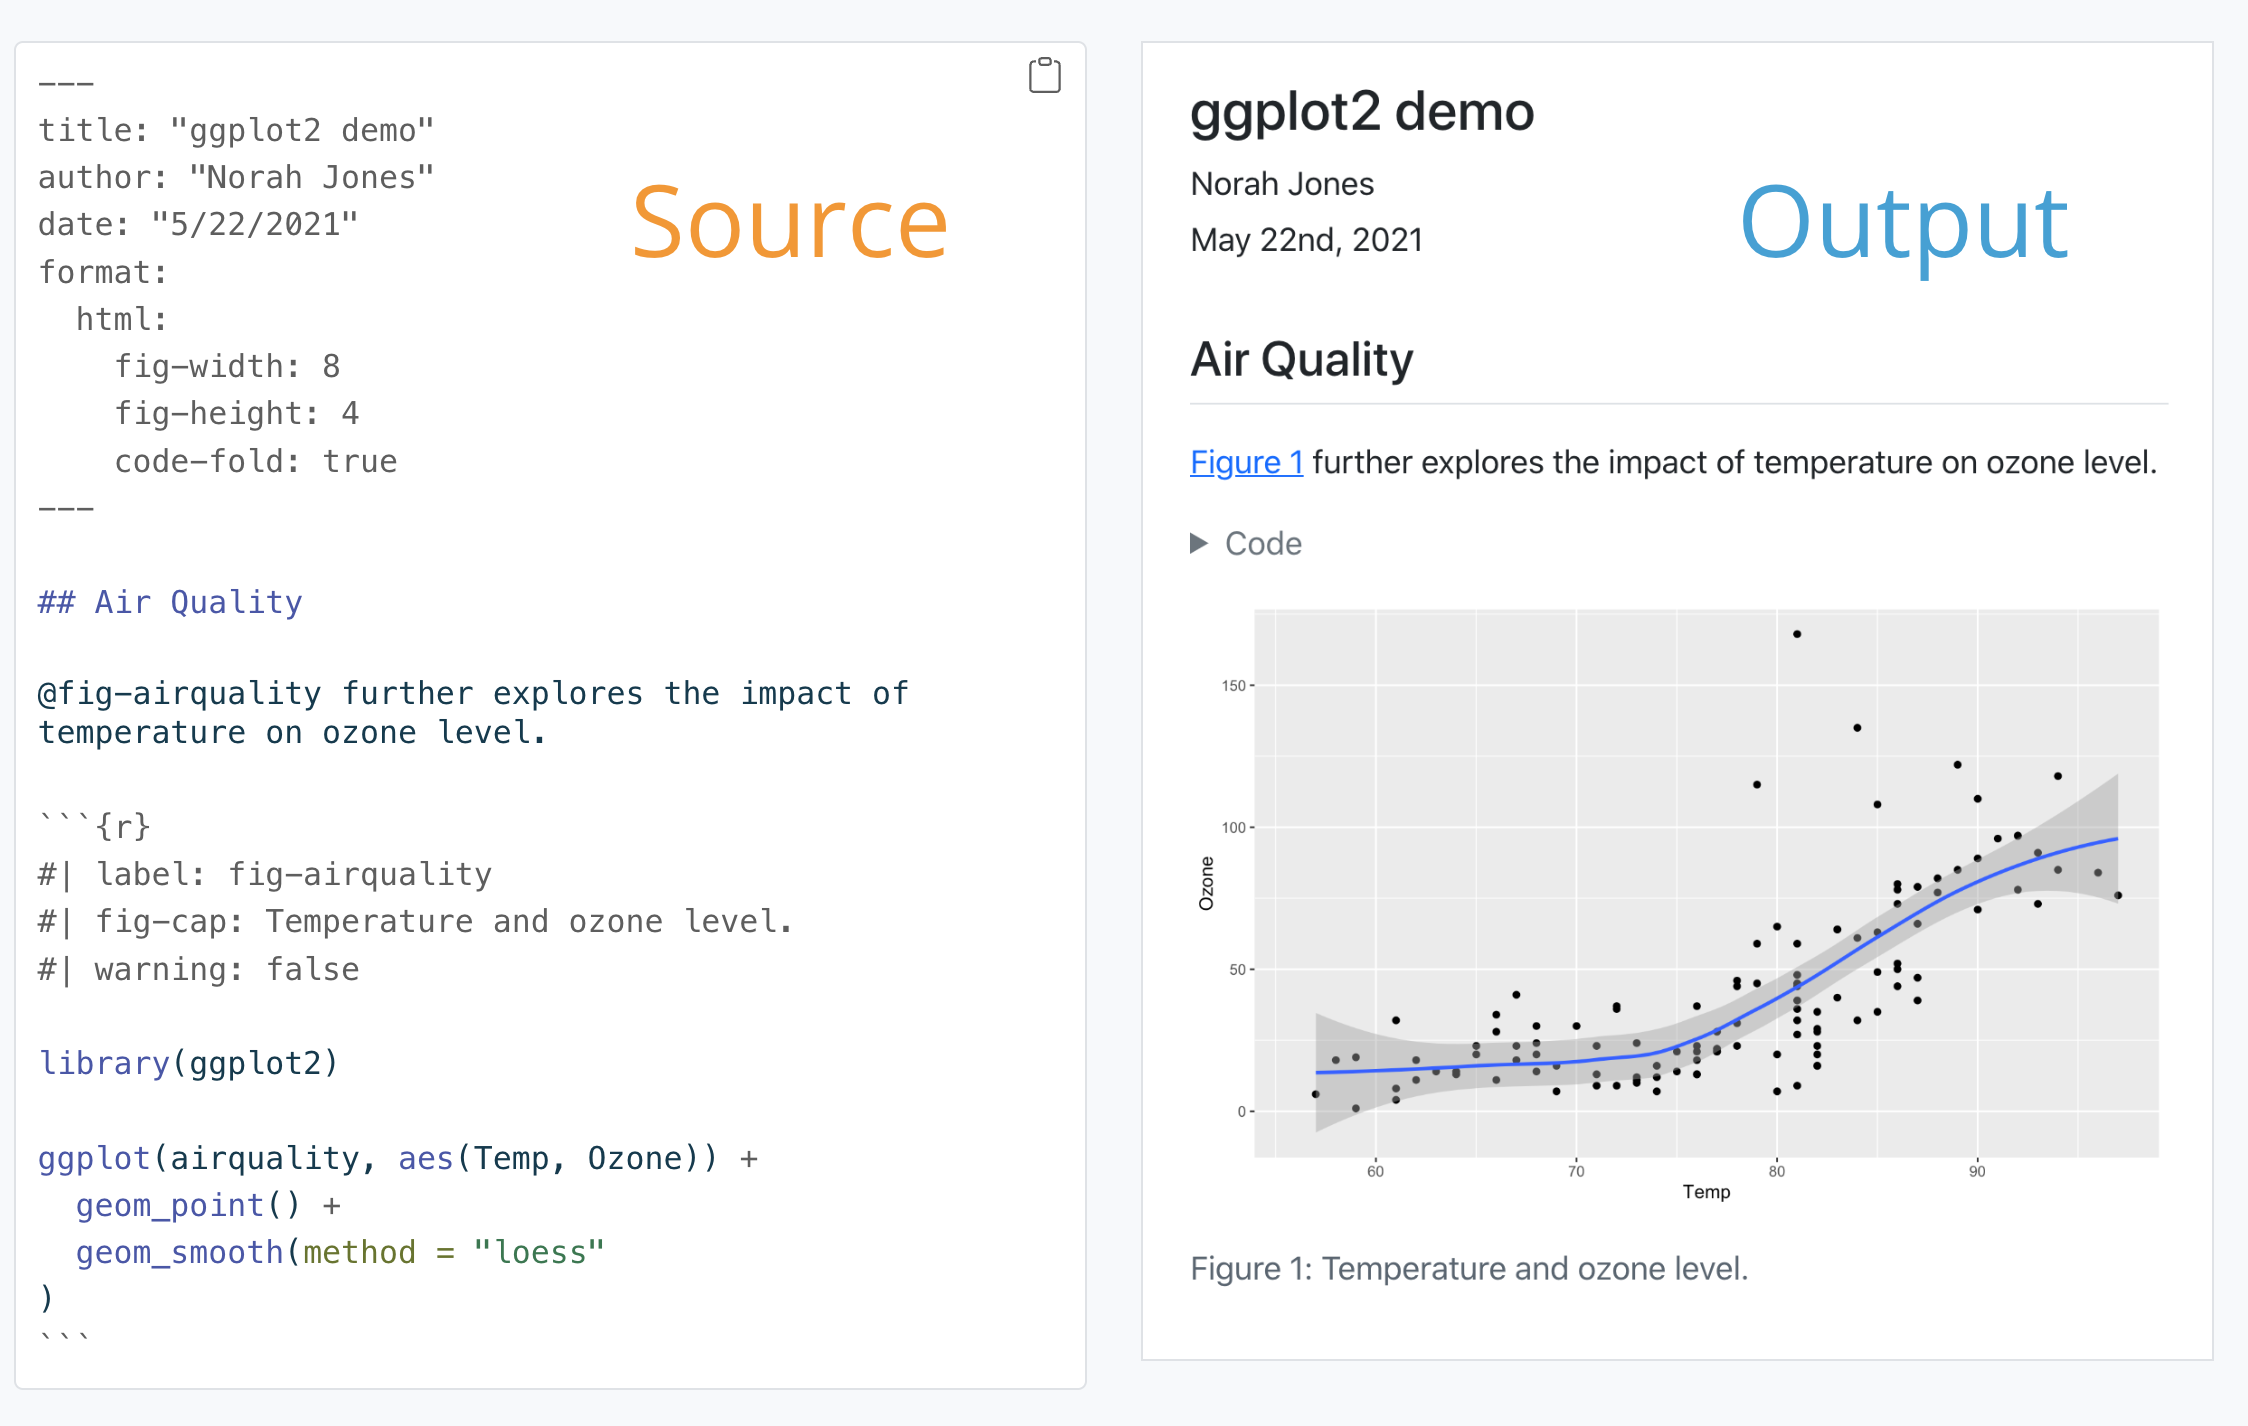 ---
title: "ggplot2 demo"
author: "Norah Jones"
date: "5/22/2021"
format:
  html:
    fig-width: 8
    fig-height: 4
    code-fold: true
---
Source
## Air Quality
@fig-airquality further explores the impact of
temperature on ozone level.
```{r}
#| label: fig-airquality
#| fig-cap: Temperature and ozone level.
#| warning: false
library(ggplot2)
ggplot(airquality, aes(Temp, Ozone)) +
  geom_point() +
  geom_smooth(method = "loess"
)
```
ggplot2 demo
Norah Jones
May 22nd, 2021
Output
Air Quality
Figure 1 further explores the impact of temperature on ozone level.
Code
150
100
50
0
Ozone
60 70 80 90
Temp
Figure 1: Temperature and ozone level.